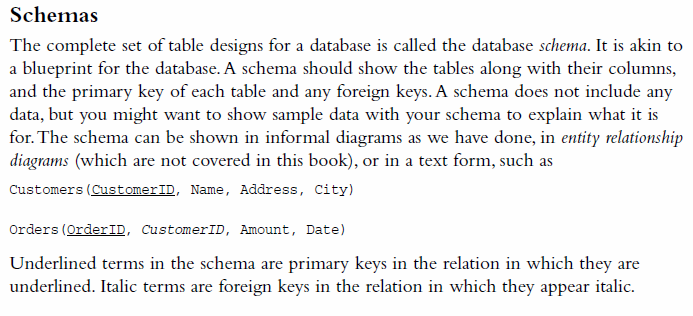 Schemas
The complete set of table designs for a database is called the database schema. It is akin to
a blueprint for the database. A schema should show the tables along with their columns,
and the primary key of each table and any foreign keys. A schema does not include any
data, but you might want to show sample data with your schema to explain what it is
for. The schema can be shown in informal diagrams as we have done, in entity relationship
diagrams (which are not covered in this book), or in a text form, such as
Customers(CustomerID, Name, Address, City)
Orders(OrderID, CustomerID, Amount, Date)
Underlined terms in the schema are primary keys in the relation in which they are
underlined. Italic terms are foreign keys in the relation in which they appear italic.